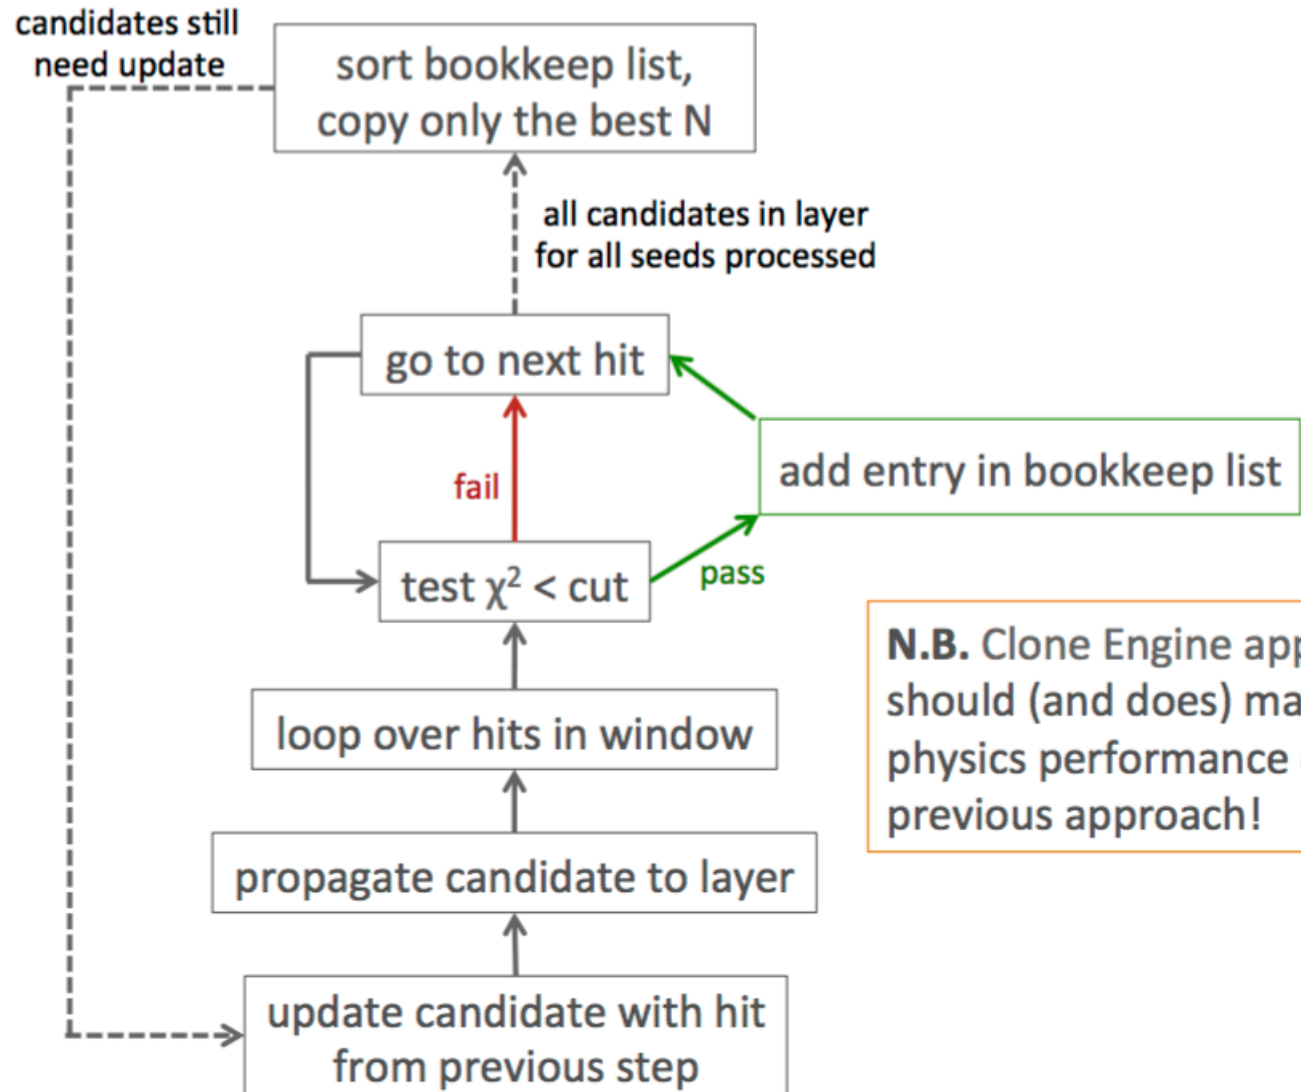 candidates still
need update
sort bookkeep list,
copy only the best N
all candidates in layer
for all seeds processed
go to next hit
fail
add entry in bookkeep list
test χ² < cut
pass
N.B. Clone Engine
should (and does)
physics performance
previous approach!
loop over hits in window
propagate candidate to layer
update candidate with hit
from previous step